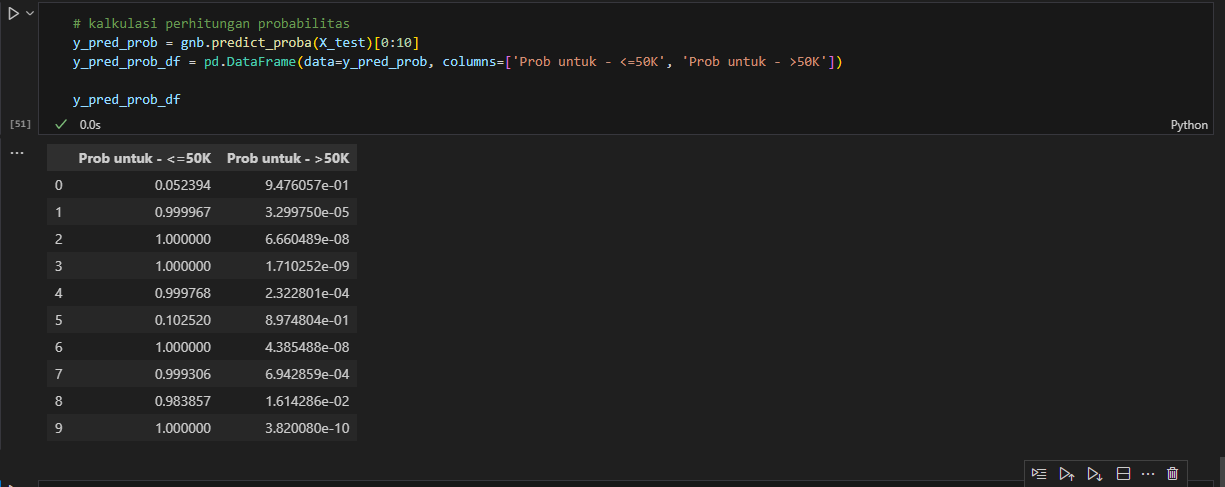 # kalkulasi perhitungan probabilitas
y_pred_prob = gnb.predict_proba(X_test)[0:10]
y_pred_prob_df = pd.DataFrame(data=y_pred_prob, columns=['Prob untuk - <=50K', 'Prob untuk - >50K'])
y_pred_prob_df
[51] 0.0s Python
... 
Prob untuk - <=50K Prob untuk - >50K
0 0.052394 9.476057e-01
1 0.999967 3.299750e-05
2 1.000000 6.660489e-08
3 1.000000 1.710252e-09
4 0.999768 2.322801e-04
5 0.102520 8.974804e-01
6 1.000000 4.385488e-08
7 0.999306 6.942859e-04
8 0.983857 1.614286e-02
9 1.000000 3.820080e-10